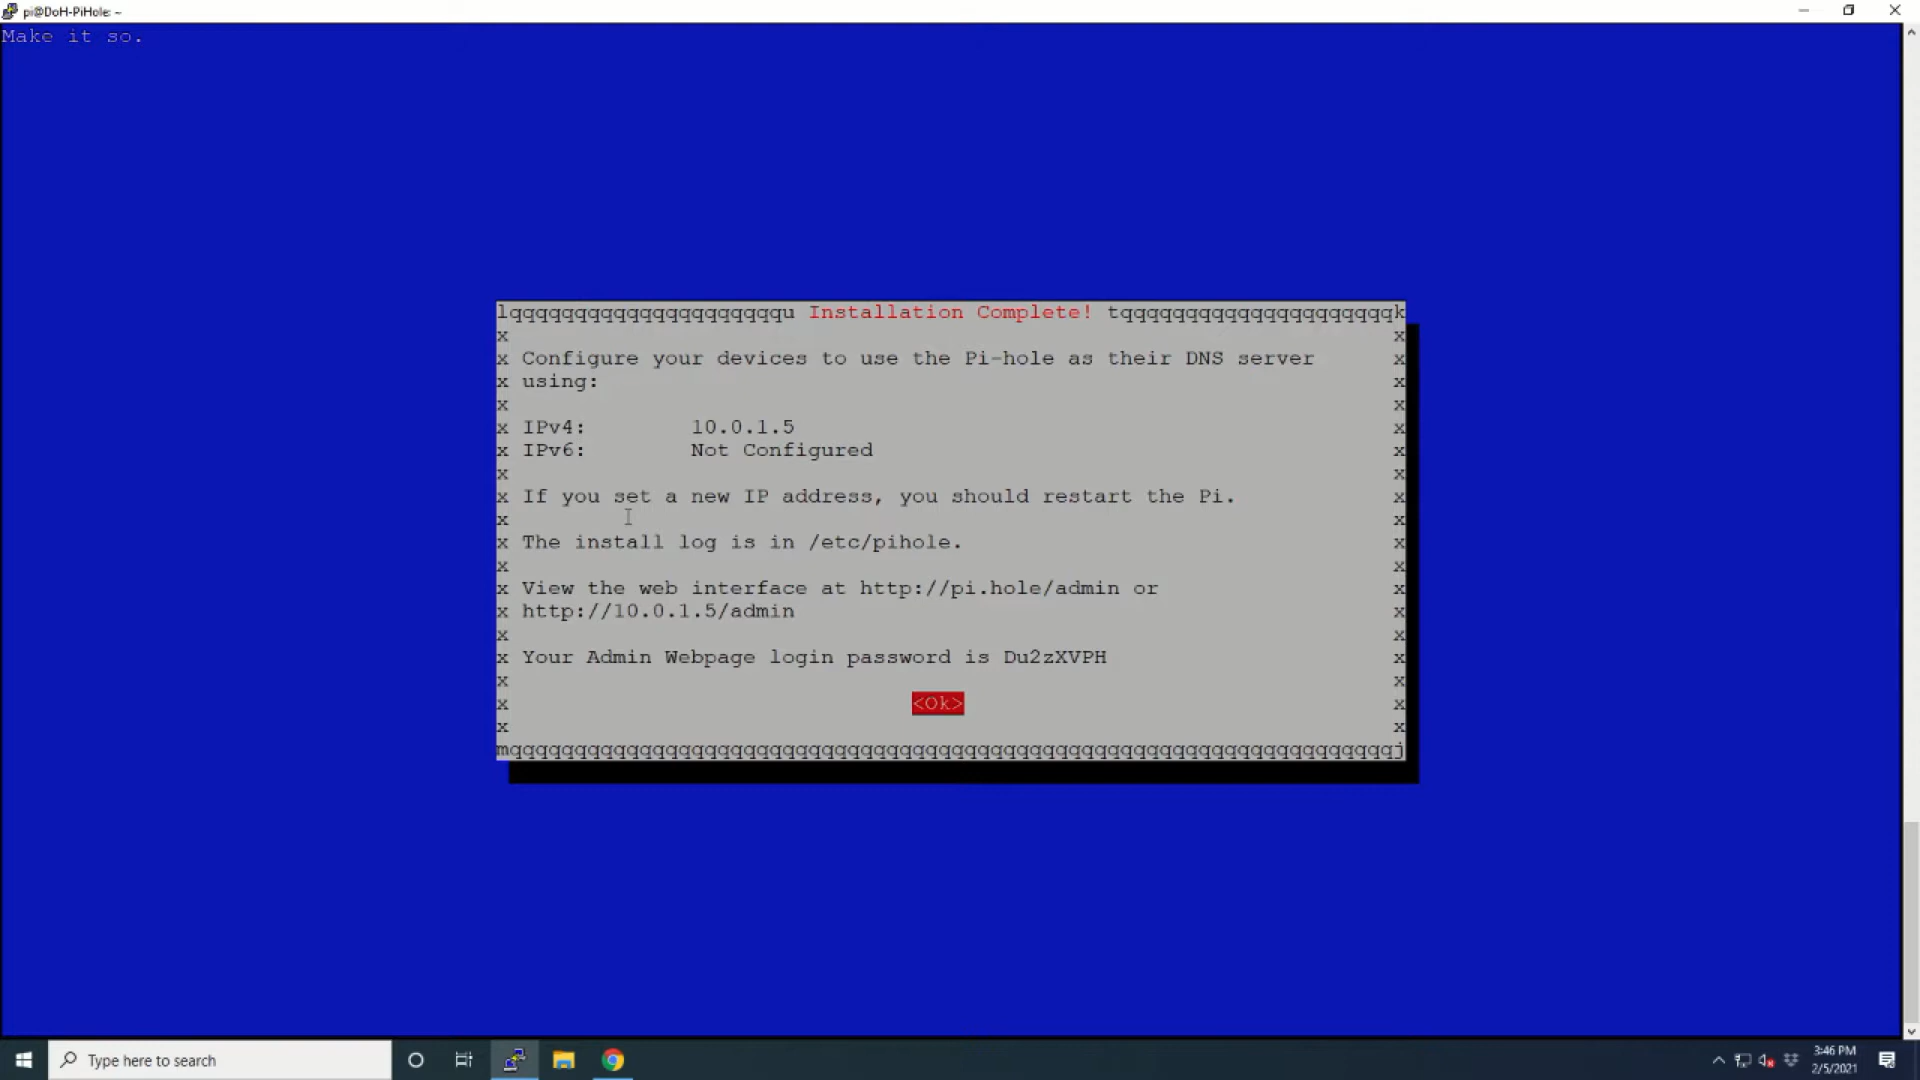 pi@DoH-PiHole: ~
Make it so.
lqqqqqqqqqqqqqqqqqqqqqu Installation Complete! tqqqqqqqqqqqqqqqqqqqqqk
x x
x Configure your devices to use the Pi-hole as their DNS server x
x using: x
x x
x IPv4: 10.0.1.5 x
x IPv6: Not Configured x
x x
x If you set a new IP address, you should restart the Pi. x
x x
x The install log is in /etc/pihole. x
x x
x View the web interface at http://pi.hole/admin or x
x http://10.0.1.5/admin x
x x
x Your Admin Webpage login password is Du2zXVPH x
x x
x <Ok> x
x x
mqqqqqqqqqqqqqqqqqqqqqqqqqqqqqqqqqqqqqqqqqqqqqqqqqqqqqqqqqqqqqqqqqqqqj
Type here to search
3:46 PM
2/5/2021